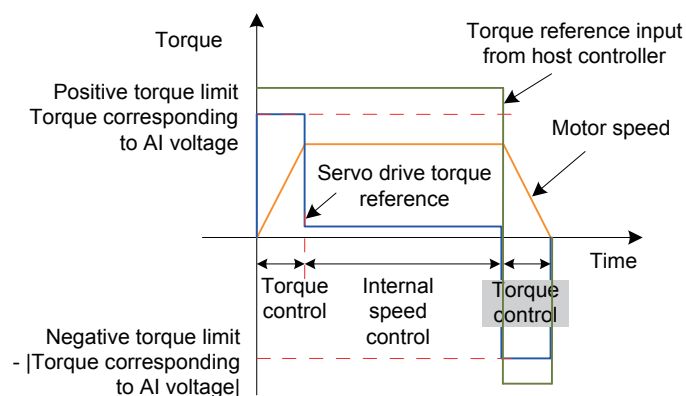 Torque
Torque reference input
from host controller
Positive torque limit
Torque corresponding
to AI voltage
Motor speed
Servo drive torque
reference
Time
Torque
control
Internal
speed
control
Torque
control
Negative torque limit
- |Torque corresponding
to AI voltage|